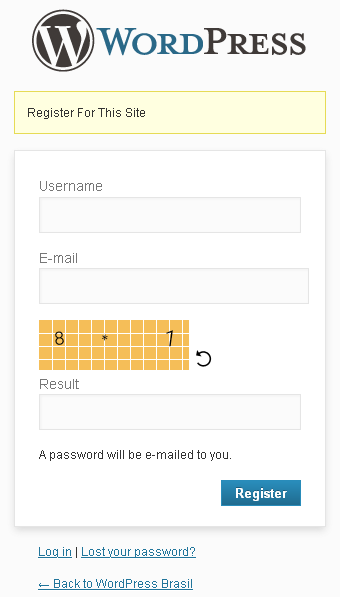 WORDPRESS
Register For This Site
Username
E-mail
8 * 1
Result
A password will be e-mailed to you.
Register
Log in | Lost your password?
← Back to WordPress Brasil